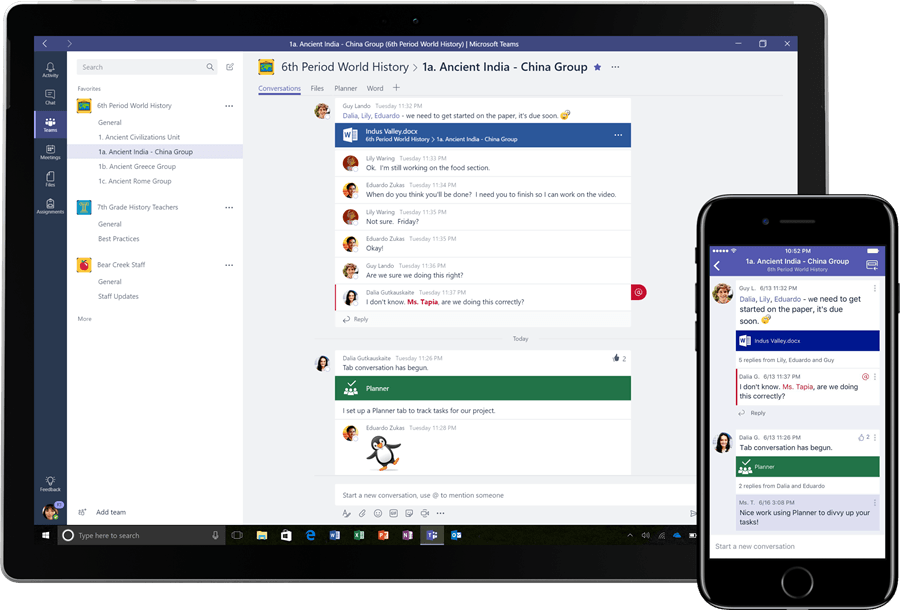 1a. Ancient India - China Group (6th Period World History) | Microsoft Teams
Activity
Chat
Teams
Meetings
Files
Assignments
Feedback
Search
Favorites
6th Period World History
General
1. Ancient Civilizations Unit
1a. Ancient India - China Group
1b. Ancient Greece Group
1c. Ancient Rome Group
7th Grade History Teachers
General
Best Practices
Bear Creek Staff
General
Staff Updates
More
Add team
6th Period World History > 1a. Ancient India - China Group
Conversations Files Planner Word
Guy Lando Tuesday 11:32 PM
Dalia, Lily, Eduardo - we need to get started on the paper, it's due soon.
Indus Valley.docx
6th Period World History > 1a. Ancient India - China Group
Lily Waring Tuesday 11:33 PM
Ok. I'm still working on the food section.
Eduardo Zukas Tuesday 11:34 PM
When do you think you'll be done? I need you to finish so I can work on the video.
Lily Waring Tuesday 11:35 PM
Not sure. Friday?
Eduardo Zukas Tuesday 11:35 PM
Okay!
Guy Lando Tuesday 11:36 PM
Are we sure we doing this right?
Dalia Gutkauskaite Tuesday 11:37 PM
I don't know. Ms. Tapia, are we doing this correctly?
Reply
Today
Dalia Gutkauskaite Tuesday 11:26 PM
2
Tab conversation has begun.
Planner
I set up a Planner tab to track tasks for our project.
Eduardo Zukas Tuesday 11:28 PM
Start a new conversation, use @ to mention someone
Type here to search
10:52 PM
1a. Ancient India - China Group
6th Period World History
Guy L. 6/13 11:32 PM
Dalia, Lily, Eduardo - we need to get
started on the paper, it's due
soon.
Indus Valley.docx
5 replies from Lily, Eduardo and Guy
Dalia G. 6/13 11:37 PM
I don't know. Ms. Tapia, are we doing
this correctly?
Reply
Dalia G. 6/13 11:26 PM
2
Tab conversation has begun.
Planner
2 replies from Dalia and Eduardo
Ms. T. 6/16 3:08 PM
Nice work using Planner to divvy up your
tasks!
Start a new conversation